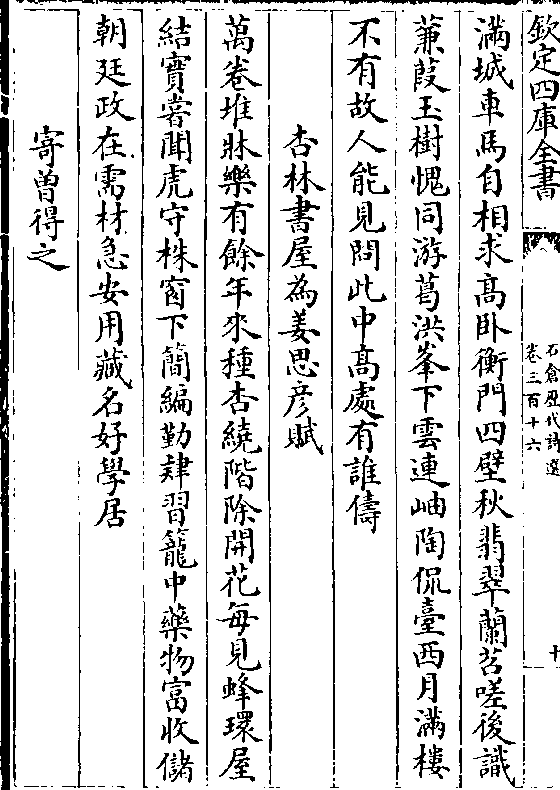 欽定四庫全書
石倉歷代詩選
卷三百十六
十
滿城車馬自相求高卧衡門四壁秋翡翠蘭苕嗟後識
蒹葭玉樹愧同游葛洪峯下雲連岫陶侃臺西月滿樓
不有故人能見問此中髙處有誰儔
杏林書屋為姜思彦賦
萬卷堆牀樂有餘年來種杏繞階除開花每見蜂環屋
結實嘗聞虎守株窗下簡編勤肄習籠中藥物富收儲
朝廷政在需材急安用藏名好學居
寄曽得之